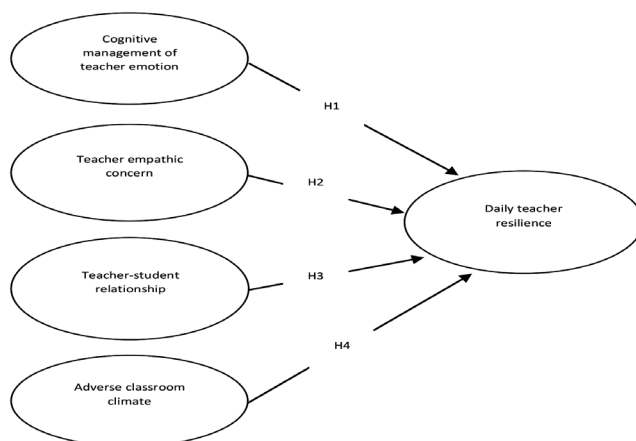 Cognitive
management of
teacher emotion
H1
Teacher empathic
concern
H2
Daily teacher
resilience
Teacher-student
relationship
H3
H4
Adverse classroom
climate